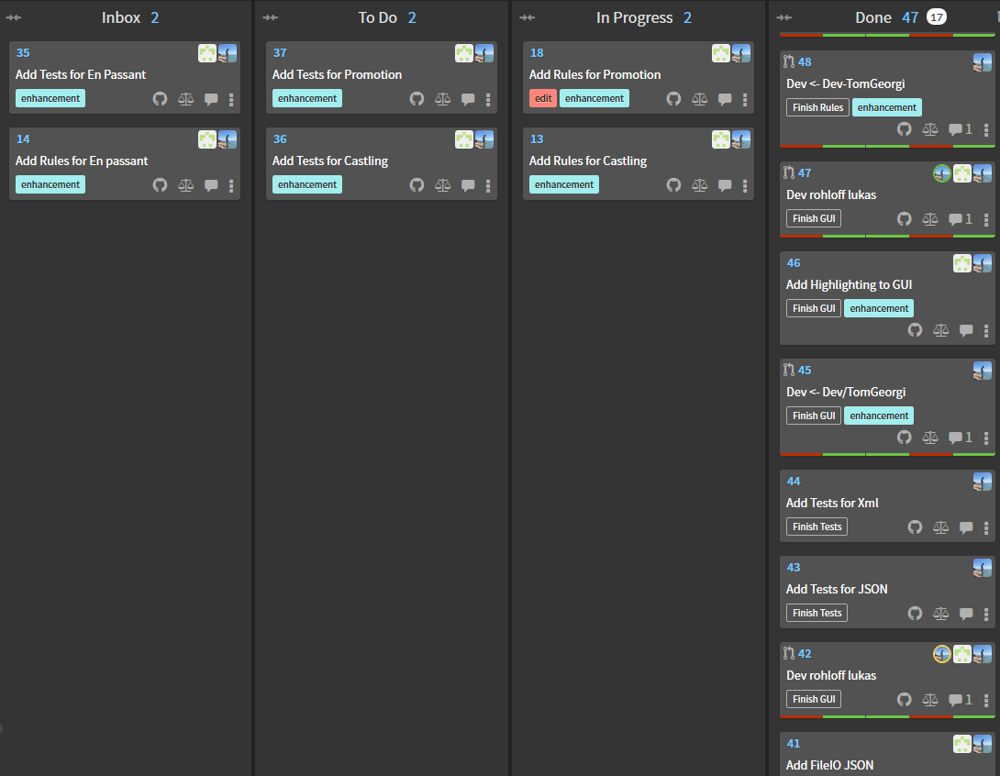 Inbox 2
35
Add Tests for En Passant
enhancement
14
Add Rules for En passant
enhancement
To Do 2
37
Add Tests for Promotion
enhancement
36
Add Tests for Castling
enhancement
In Progress 2
18
Add Rules for Promotion
edit enhancement
13
Add Rules for Castling
enhancement
Done 47 17
48
Dev <- Dev-TomGeorgi
Finish Rules enhancement
1
47
Dev rohloff lukas
Finish GUI 1
46
Add Highlighting to GUI
Finish GUI enhancement
45
Dev <- Dev/TomGeorgi
Finish GUI enhancement
1
44
Add Tests for Xml
Finish Tests
43
Add Tests for JSON
Finish Tests
42
Dev rohloff lukas
Finish GUI 1
41
Add FileIO JSON